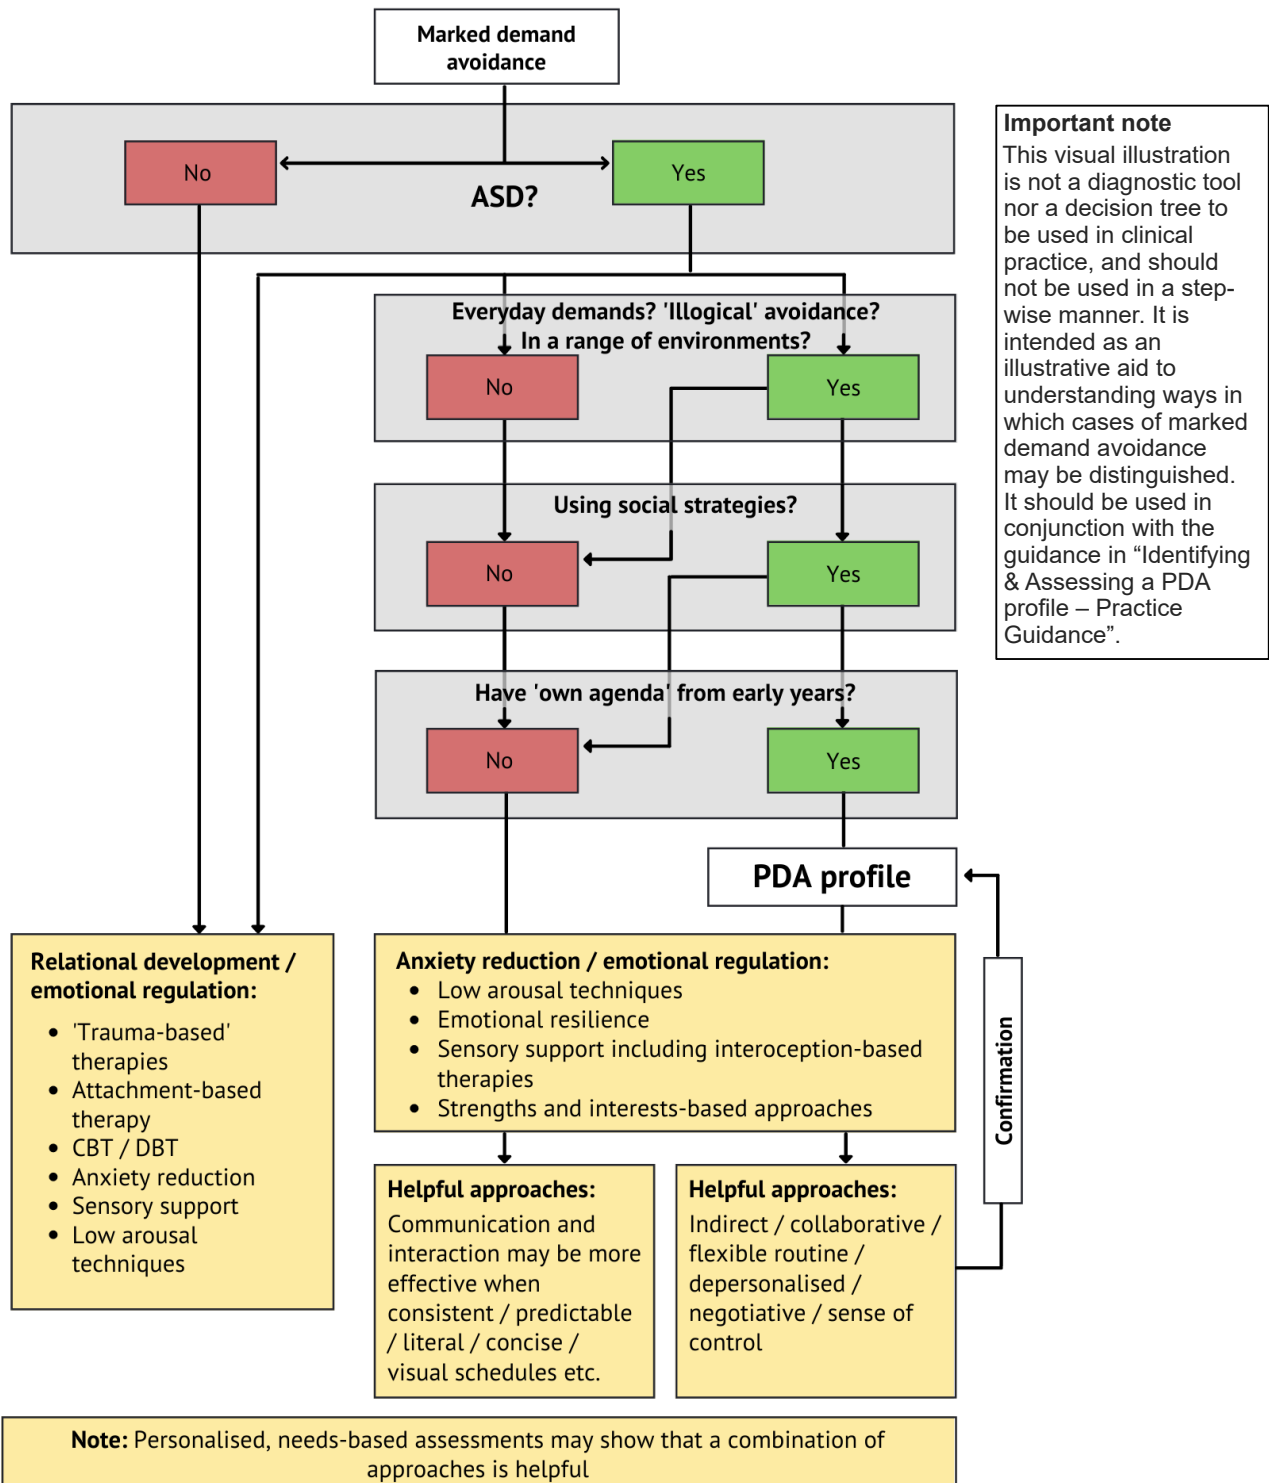 Marked demand
avoidance
No
Yes
ASD?
Everyday demands? 'Illogical' avoidance?
In a range of environments?
No
Yes
Using social strategies?
No
Yes
Have 'own agenda' from early years?
No
Yes
PDA profile
Important note
This visual illustration
is not a diagnostic tool
nor a decision tree to
be used in clinical
practice, and should
not be used in a step-
wise manner. It is
intended as an
illustrative aid to
understanding ways in
which cases of marked
demand avoidance
may be distinguished.
It should be used in
conjunction with the
guidance in “Identifying
& Assessing a PDA
profile – Practice
Guidance”.
Relational development /
emotional regulation:
• 'Trauma-based'
therapies
• Attachment-based
therapy
• CBT / DBT
• Anxiety reduction
• Sensory support
• Low arousal
techniques
Anxiety reduction / emotional regulation:
• Low arousal techniques
• Emotional resilience
• Sensory support including interoception-based
therapies
• Strengths and interests-based approaches
Confirmation
Helpful approaches:
Communication and
interaction may be more
effective when
consistent / predictable
/ literal / concise /
visual schedules etc.
Helpful approaches:
Indirect / collaborative /
flexible routine /
depersonalised /
negotiative / sense of
control
Note: Personalised, needs-based assessments may show that a combination of
approaches is helpful